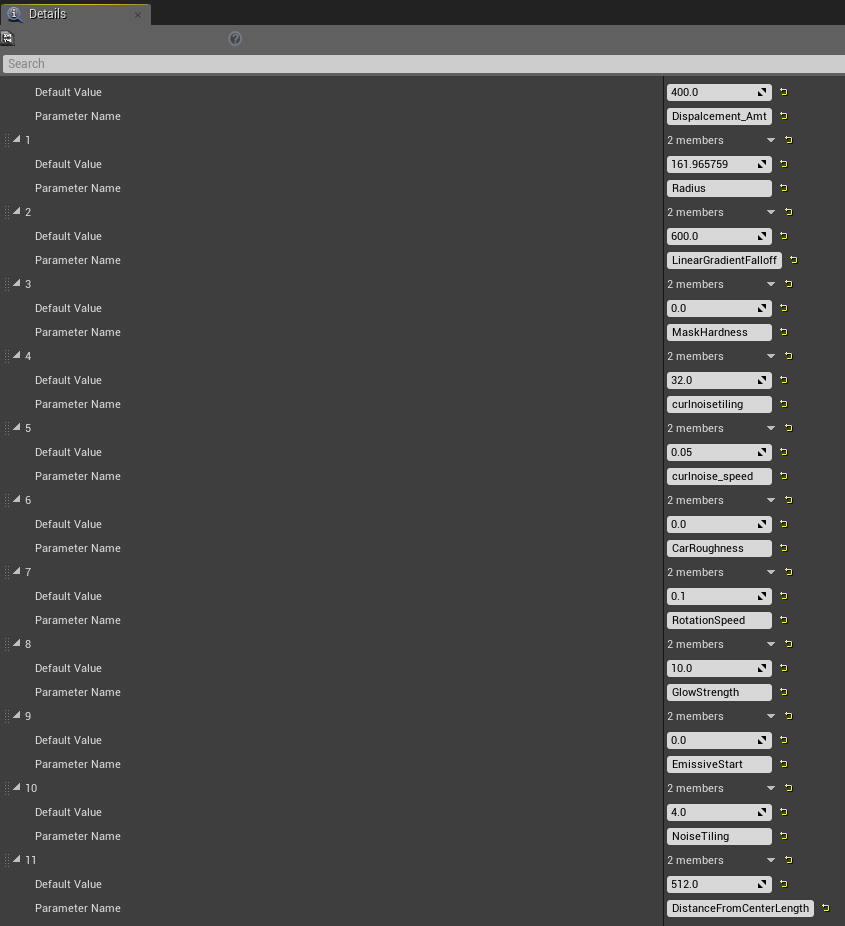 Details
Search
Default Value 400.0
Parameter Name Dispalcement_Amt
1 2 members
Default Value 161.965759
Parameter Name Radius
2 2 members
Default Value 600.0
Parameter Name LinearGradientFalloff
3 2 members
Default Value 0.0
Parameter Name MaskHardness
4 2 members
Default Value 32.0
Parameter Name curlnoisetiling
5 2 members
Default Value 0.05
Parameter Name curlnoise_speed
6 2 members
Default Value 0.0
Parameter Name CarRoughness
7 2 members
Default Value 0.1
Parameter Name RotationSpeed
8 2 members
Default Value 10.0
Parameter Name GlowStrength
9 2 members
Default Value 0.0
Parameter Name EmissiveStart
10 2 members
Default Value 4.0
Parameter Name NoiseTiling
11 2 members
Default Value 512.0
Parameter Name DistanceFromCenterLength